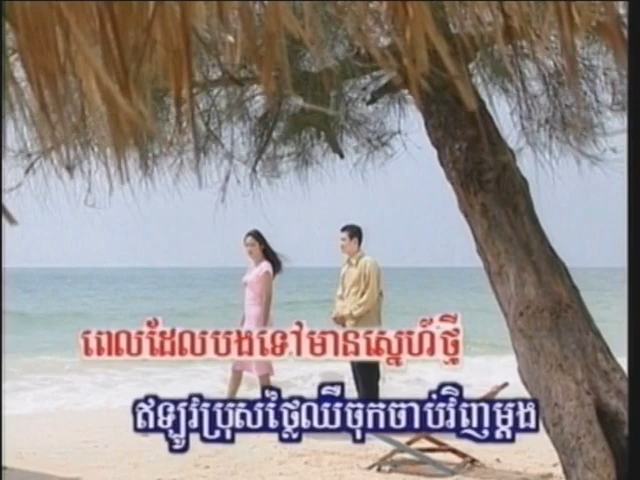 ពេលដែលបងទៅមានស្នេហ៍ថ្មី
ឥឡូវប្រុសថ្លៃឈឺចុកចាប់វិញម្ដង